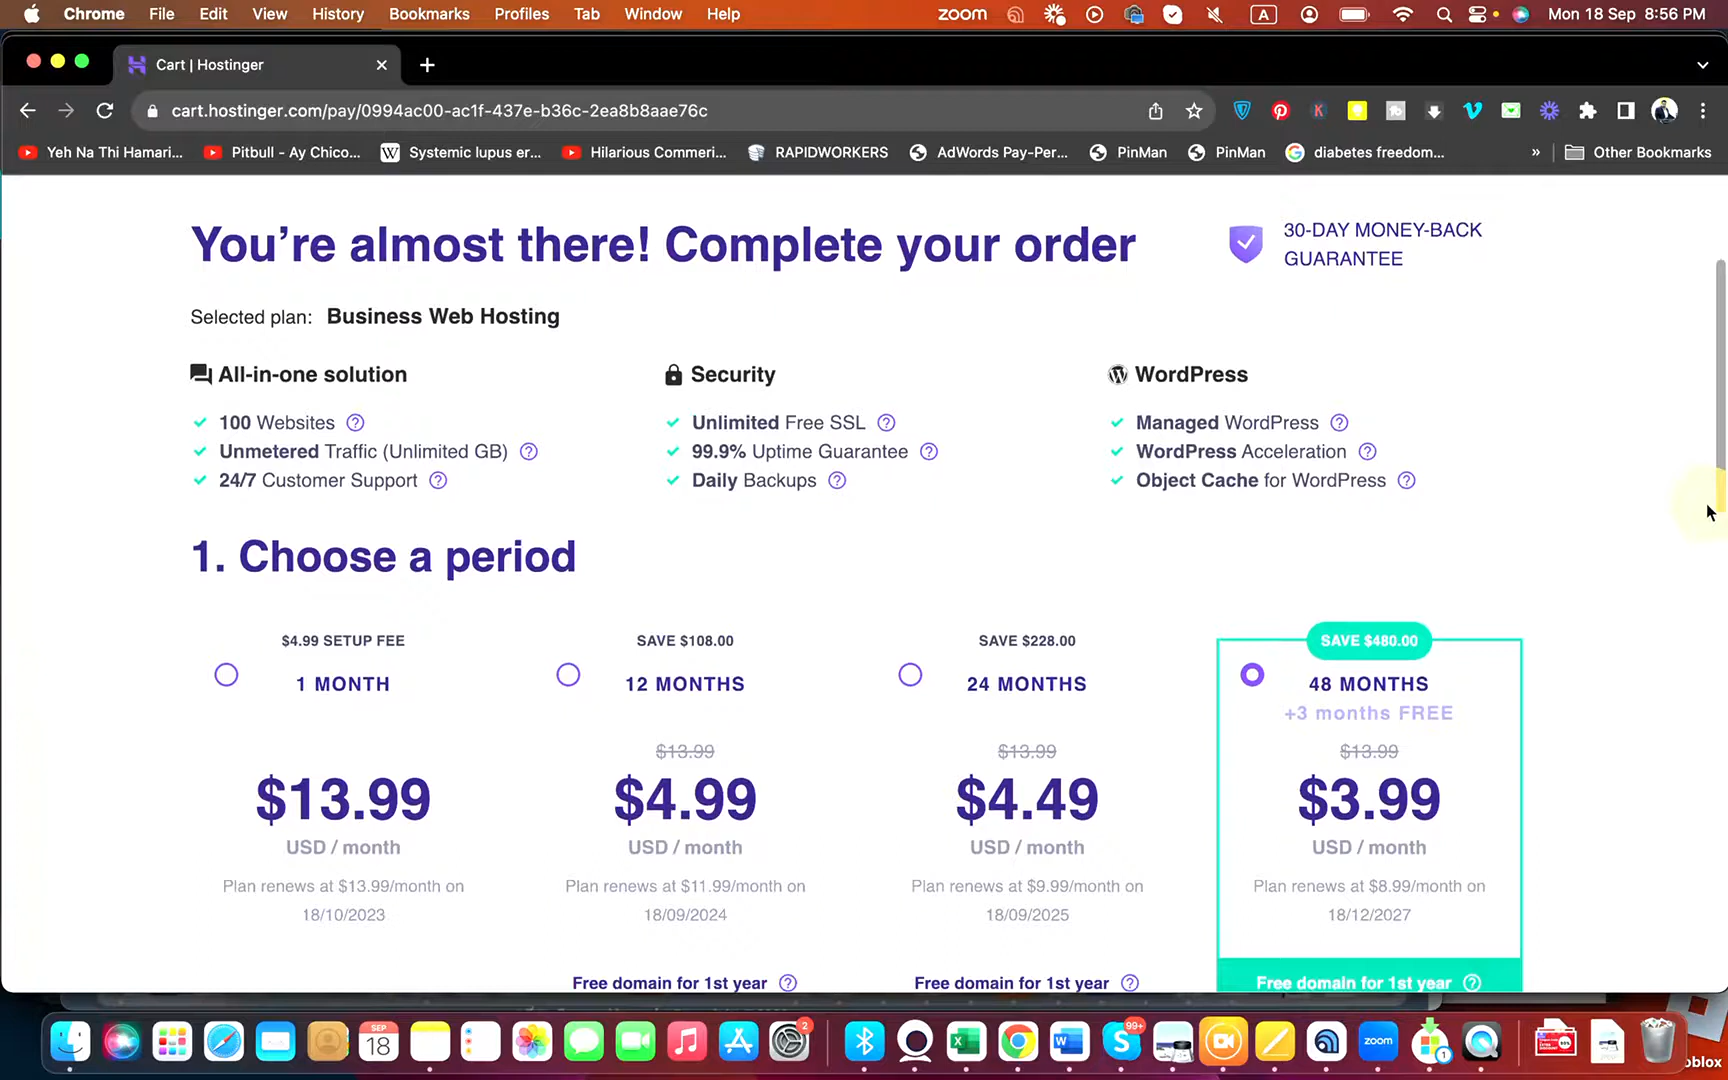 Chrome File Edit View History Bookmarks Profiles Tab Window Help zoom A Mon 18 Sep 8:56 PM
Cart | Hostinger
cart.hostinger.com/pay/0994ac00-ac1f-437e-b36c-2ea8b8aae76c
Yeh Na Thi Hamari... Pitbull - Ay Chico... Systemic lupus er... Hilarious Commeri... RAPIDWORKERS AdWords Pay-Per... PinMan PinMan diabetes freedom... » Other Bookmarks
You're almost there! Complete your order
30-DAY MONEY-BACK
GUARANTEE
Selected plan: Business Web Hosting
All-in-one solution
100 Websites
Unmetered Traffic (Unlimited GB)
24/7 Customer Support
Security
Unlimited Free SSL
99.9% Uptime Guarantee
Daily Backups
WordPress
Managed WordPress
WordPress Acceleration
Object Cache for WordPress
1. Choose a period
$4.99 SETUP FEE
1 MONTH
$13.99
USD / month
Plan renews at $13.99/month on
18/10/2023
SAVE $108.00
12 MONTHS
$13.99
$4.99
USD / month
Plan renews at $11.99/month on
18/09/2024
Free domain for 1st year
SAVE $228.00
24 MONTHS
$13.99
$4.49
USD / month
Plan renews at $9.99/month on
18/09/2025
Free domain for 1st year
SAVE $480.00
48 MONTHS
+3 months FREE
$13.99
$3.99
USD / month
Plan renews at $8.99/month on
18/12/2027
Free domain for 1st year
SEP
18
2
99+
zoom
1
oblox